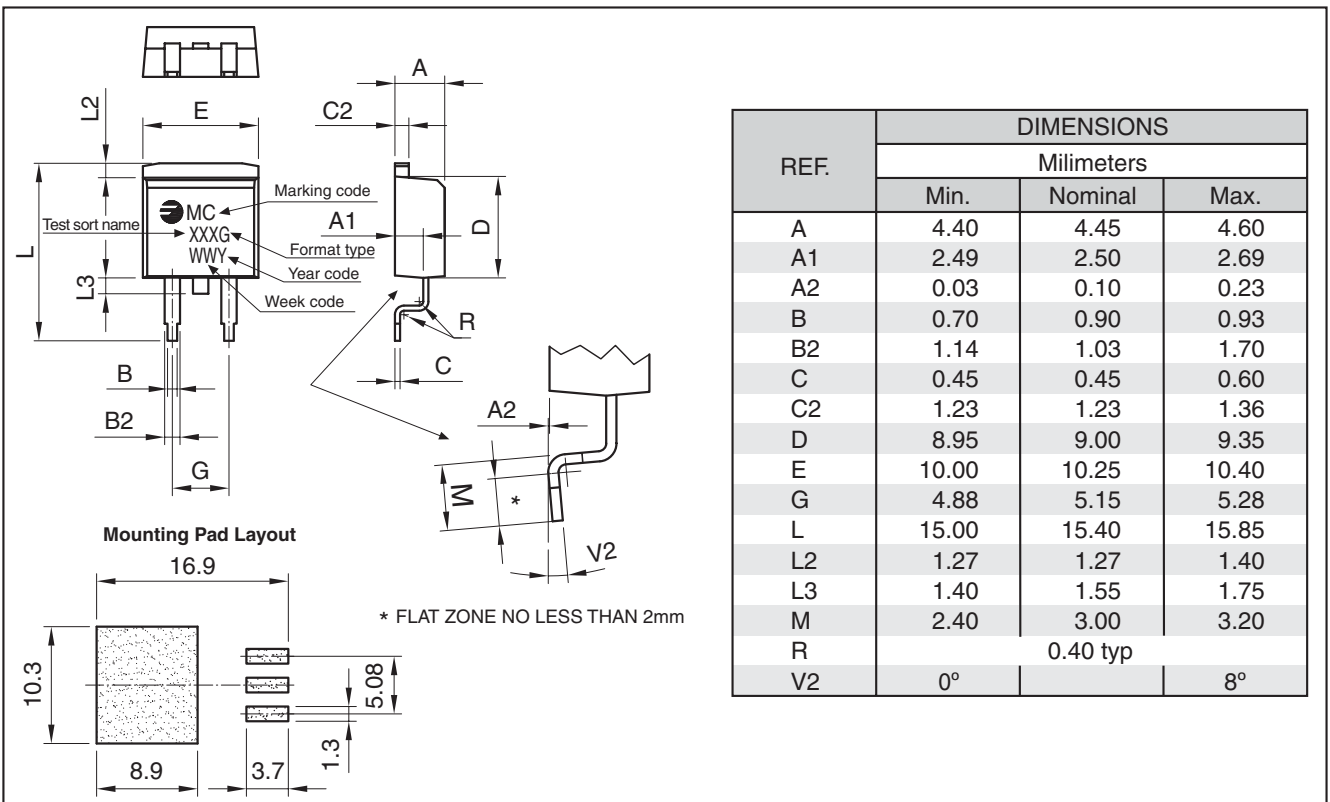 A
C2
L2
E
Marking code
MC
Test sort name
XXXG
Format type
WWY
Year code
Week code
L
L3
A1
D
R
C
B
B2
G
A2
M
*
V2
* FLAT ZONE NO LESS THAN 2mm
Mounting Pad Layout
16.9
10.3
5.08
8.9
3.7
1.3
REF. DIMENSIONS
Milimeters
Min. Nominal Max.
A 4.40 4.45 4.60
A1 2.49 2.50 2.69
A2 0.03 0.10 0.23
B 0.70 0.90 0.93
B2 1.14 1.03 1.70
C 0.45 0.45 0.60
C2 1.23 1.23 1.36
D 8.95 9.00 9.35
E 10.00 10.25 10.40
G 4.88 5.15 5.28
L 15.00 15.40 15.85
L2 1.27 1.27 1.40
L3 1.40 1.55 1.75
M 2.40 3.00 3.20
R 0.40 typ
V2 0º 8º